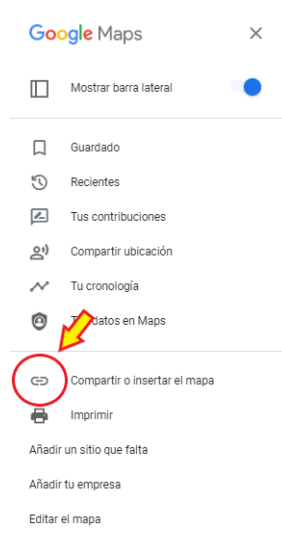 Google Maps
Mostrar barra lateral
Guardado
Recientes
Tus contribuciones
Compartir ubicación
Tu cronología
datos en Maps
Compartir o insertar el mapa
Imprimir
Añadir un sitio que falta
Añadir tu empresa
Editar el mapa